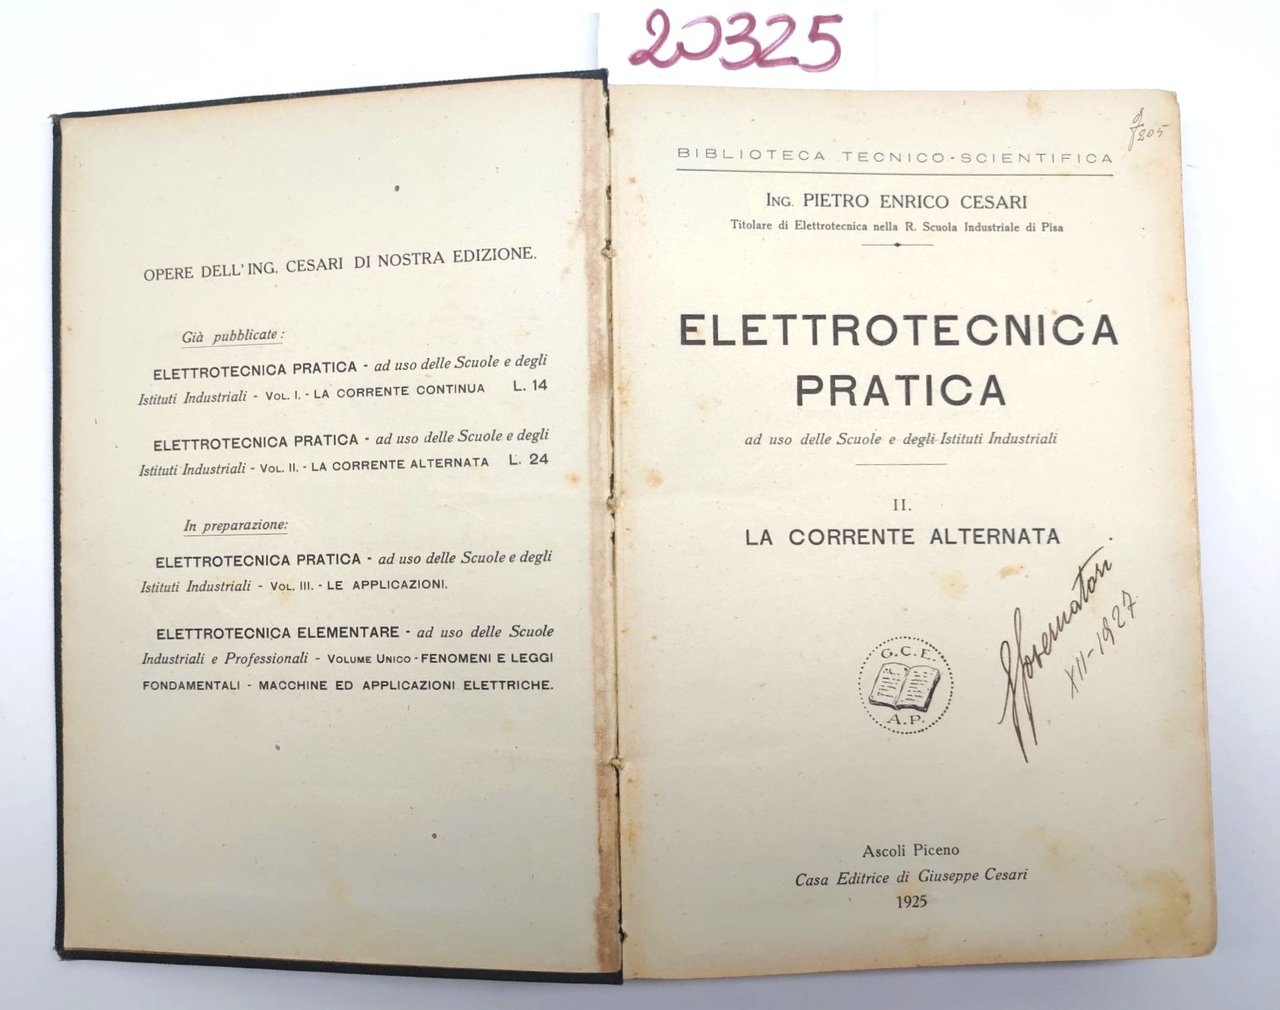 20325
OPERE DELL'ING. CESARI DI NOSTRA EDIZIONE.
Già pubblicate:
ELETTROTECNICA PRATICA - ad uso delle Scuole e degli
Istituti Industriali - VOL. I. - LA CORRENTE CONTINUA L. 14
ELETTROTECNICA PRATICA - ad uso delle Scuole e degli
Istituti Industriali - VOL. II. - LA CORRENTE ALTERNATA L. 24
In preparazione:
ELETTROTECNICA PRATICA - ad uso delle Scuole e degli
Istituti Industriali - VOL. III. - LE APPLICAZIONI.
ELETTROTECNICA ELEMENTARE - ad uso delle Scuole
Industriali e Professionali - VOLUME UNICO - FENOMENI E LEGGI
FONDAMENTALI - MACCHINE ED APPLICAZIONI ELETTRICHE.
BIBLIOTECA TECNICO-SCIENTIFICA
ING. PIETRO ENRICO CESARI
Titolare di Elettrotecnica nella R. Scuola Industriale di Pisa
ELETTROTECNICA
PRATICA
ad uso delle Scuole e degli Istituti Industriali
II.
LA CORRENTE ALTERNATA
XII-1927
G.C.E.
A.P.
Ascoli Piceno
Casa Editrice di Giuseppe Cesari
1925